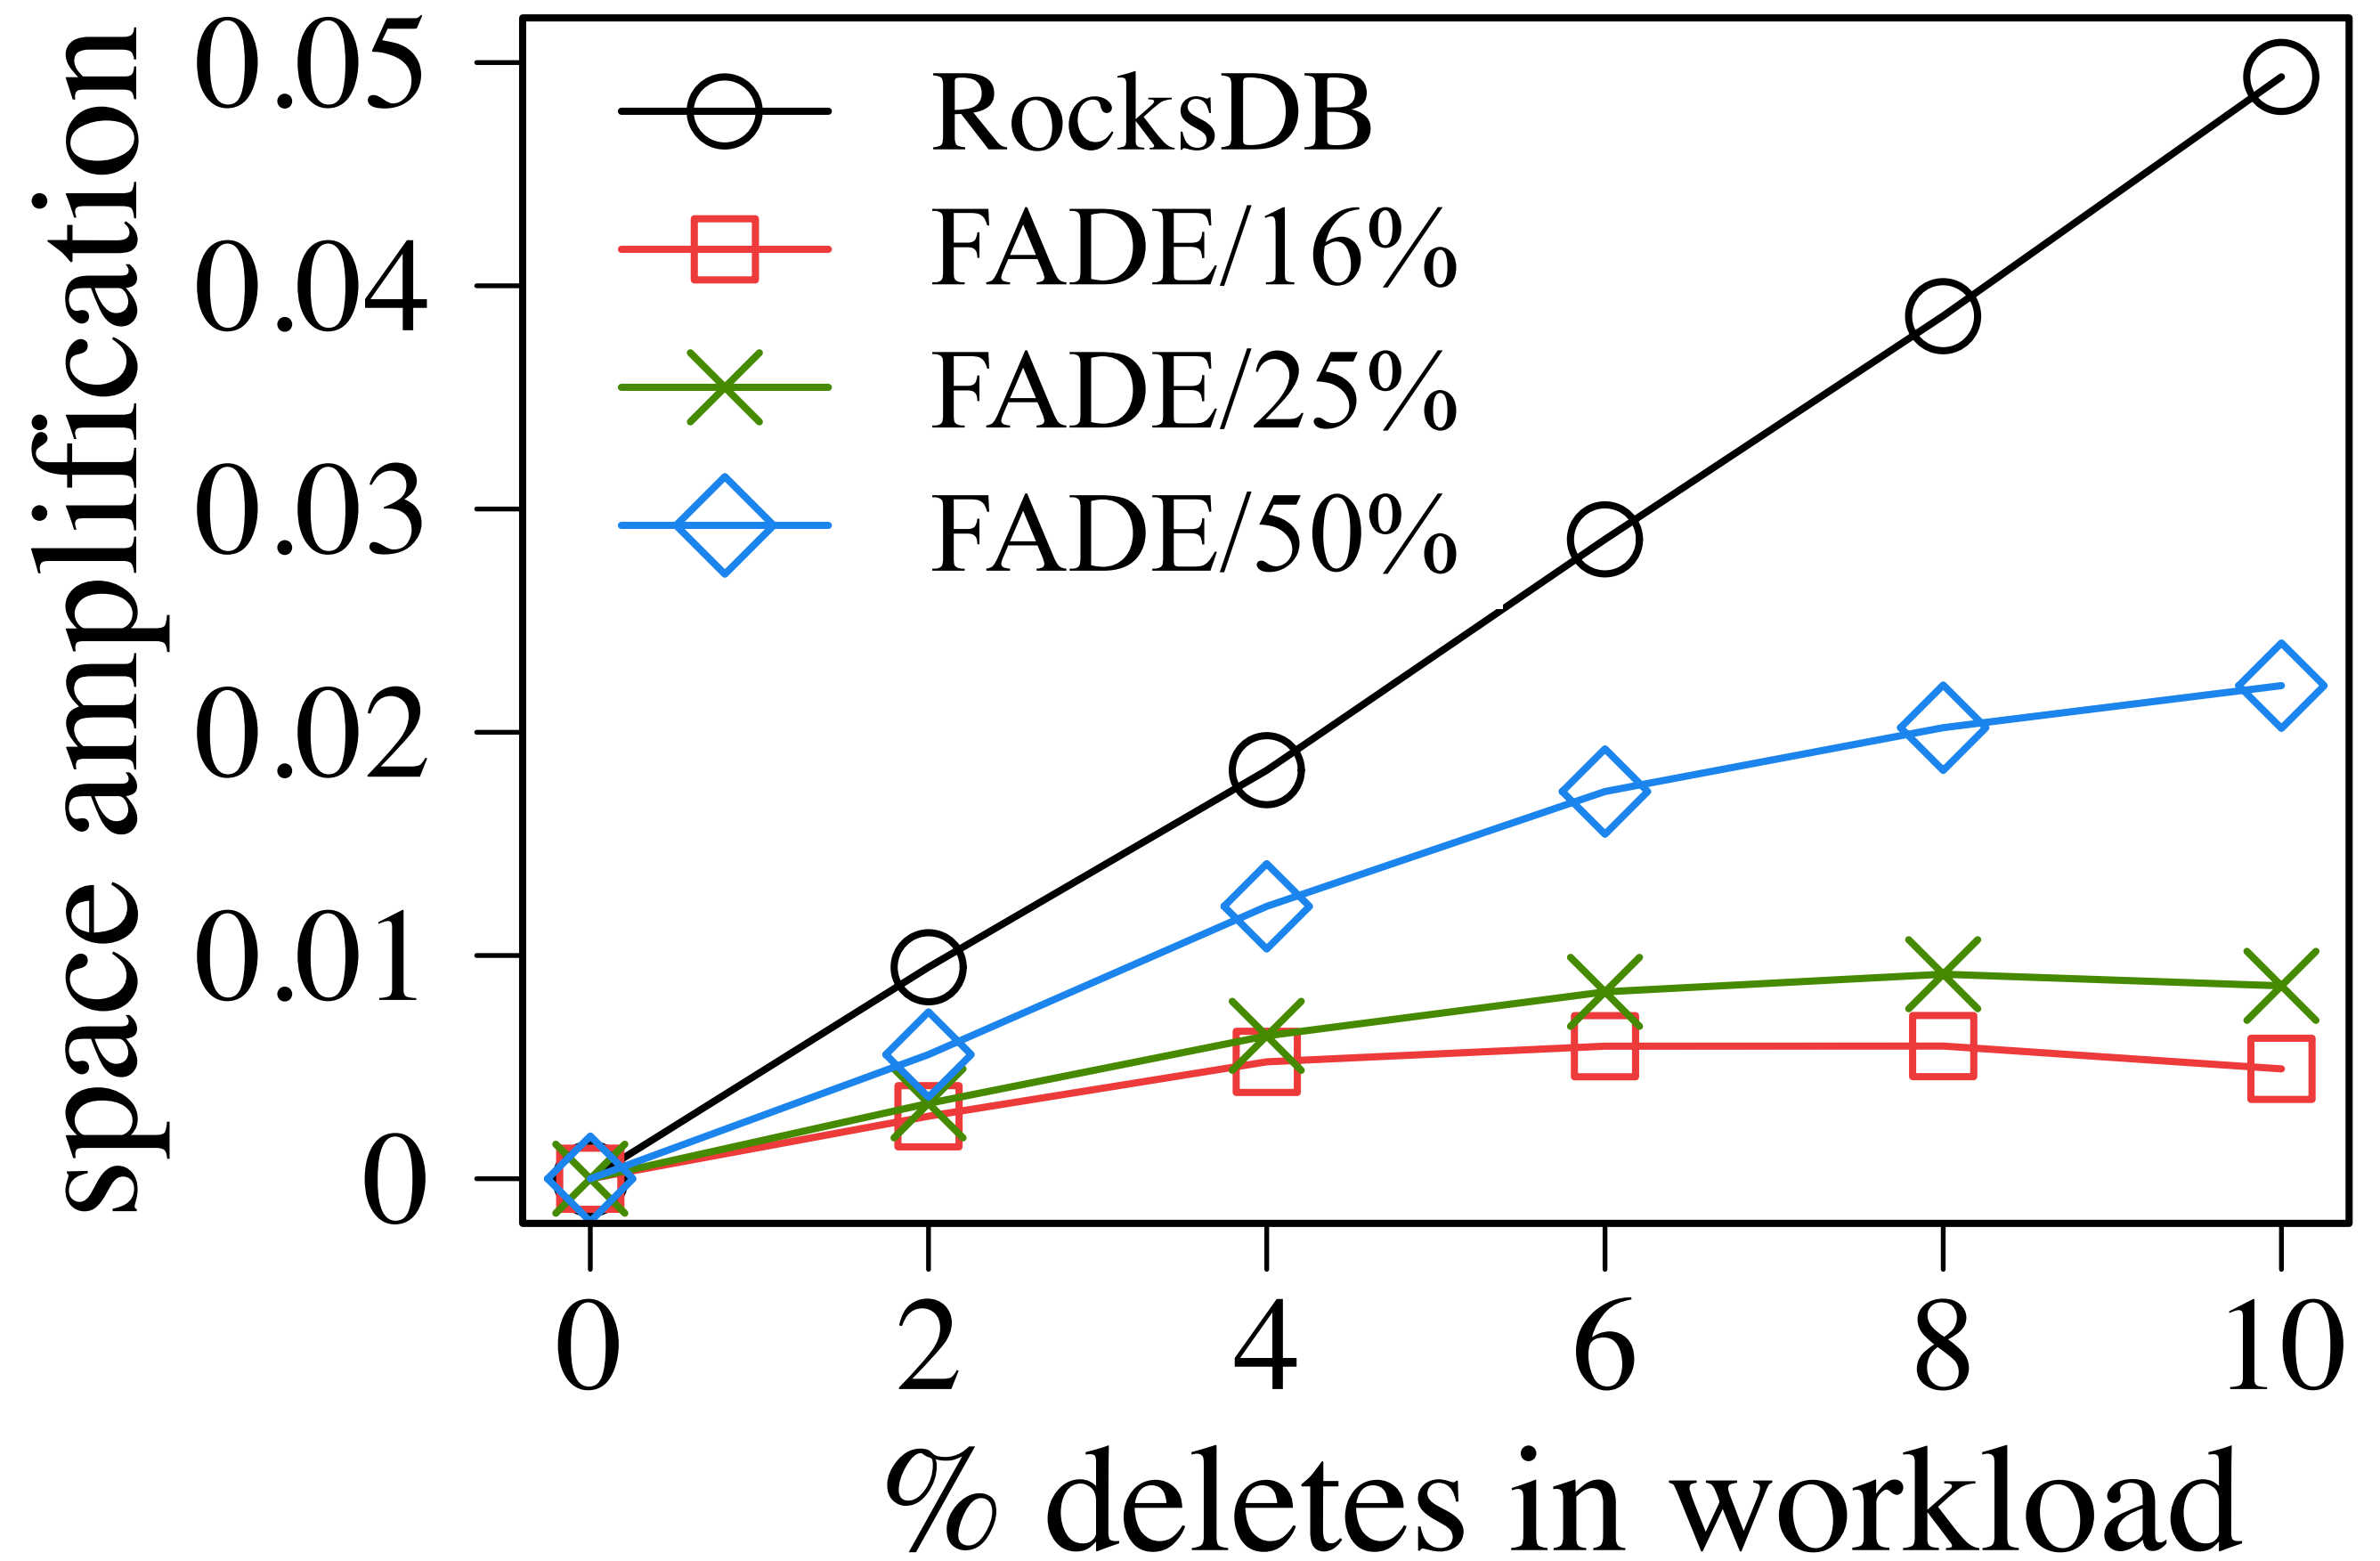 space amplification
0.05
0.04
0.03
0.02
0.01
0
RocksDB
FADE/16%
FADE/25%
FADE/50%
0 2 4 6 8 10
% deletes in workload